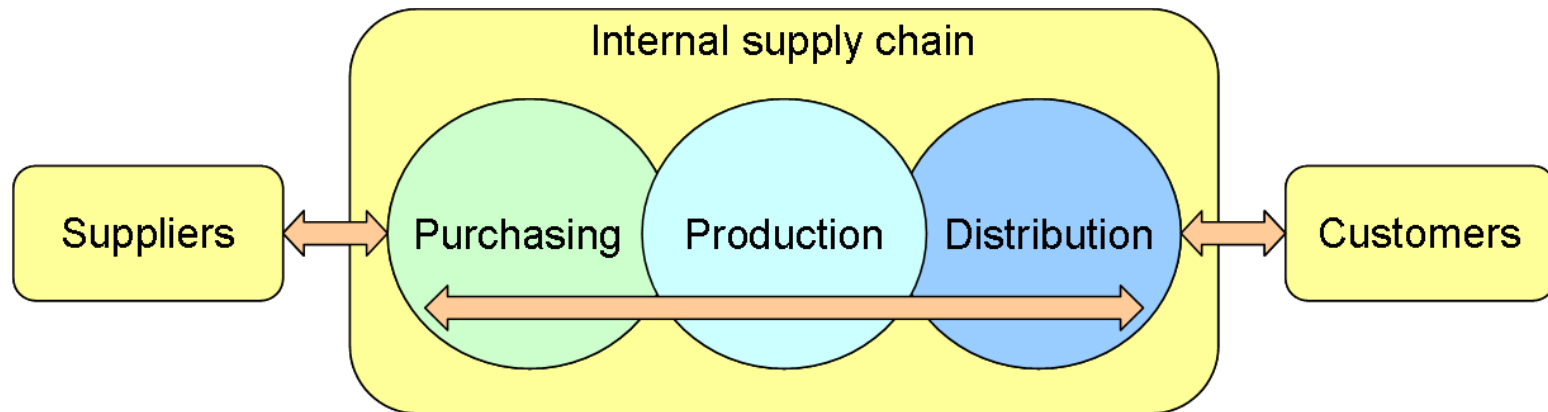 Internal supply chain
Suppliers
Purchasing
Production
Distribution
Customers